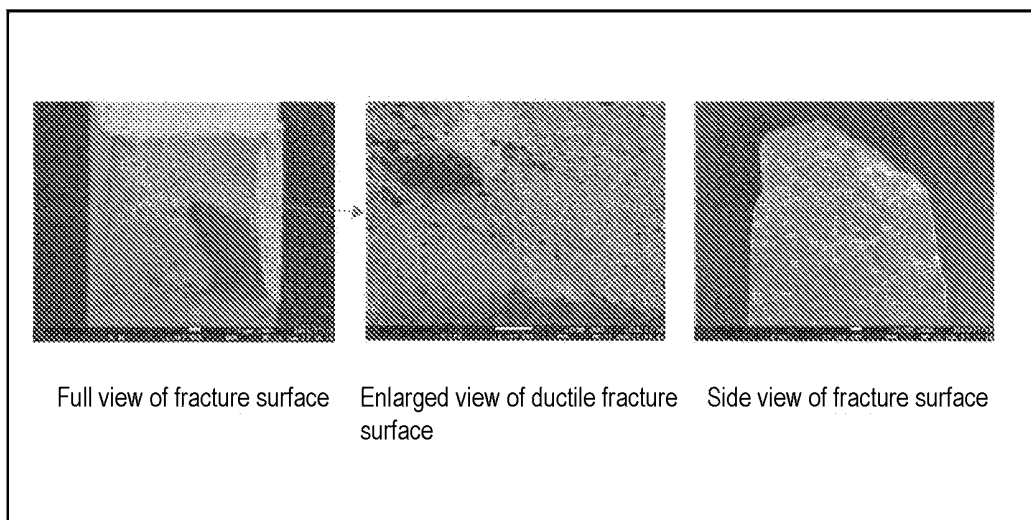 Full view of fracture surface
Enlarged view of ductile fracture
surface
Side view of fracture surface